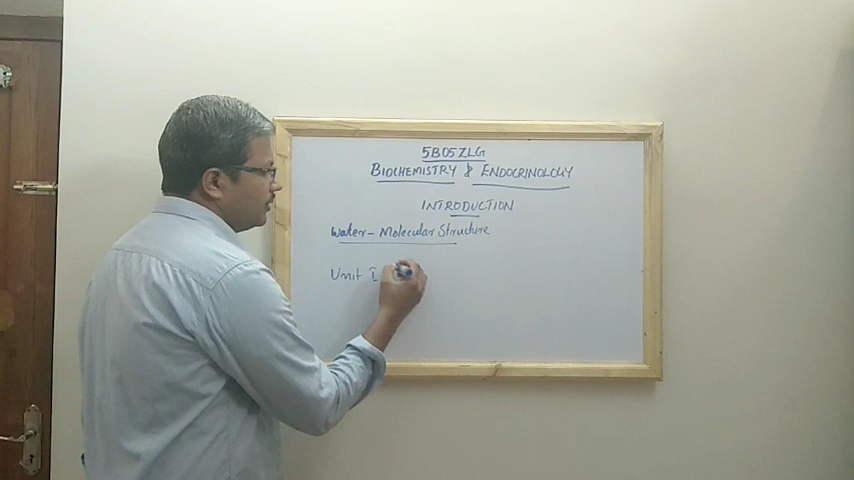 5B05ZLG
BIOCHEMISTRY & ENDOCRINOLOGY
INTRODUCTION
Water - Molecular Structure
Unit I